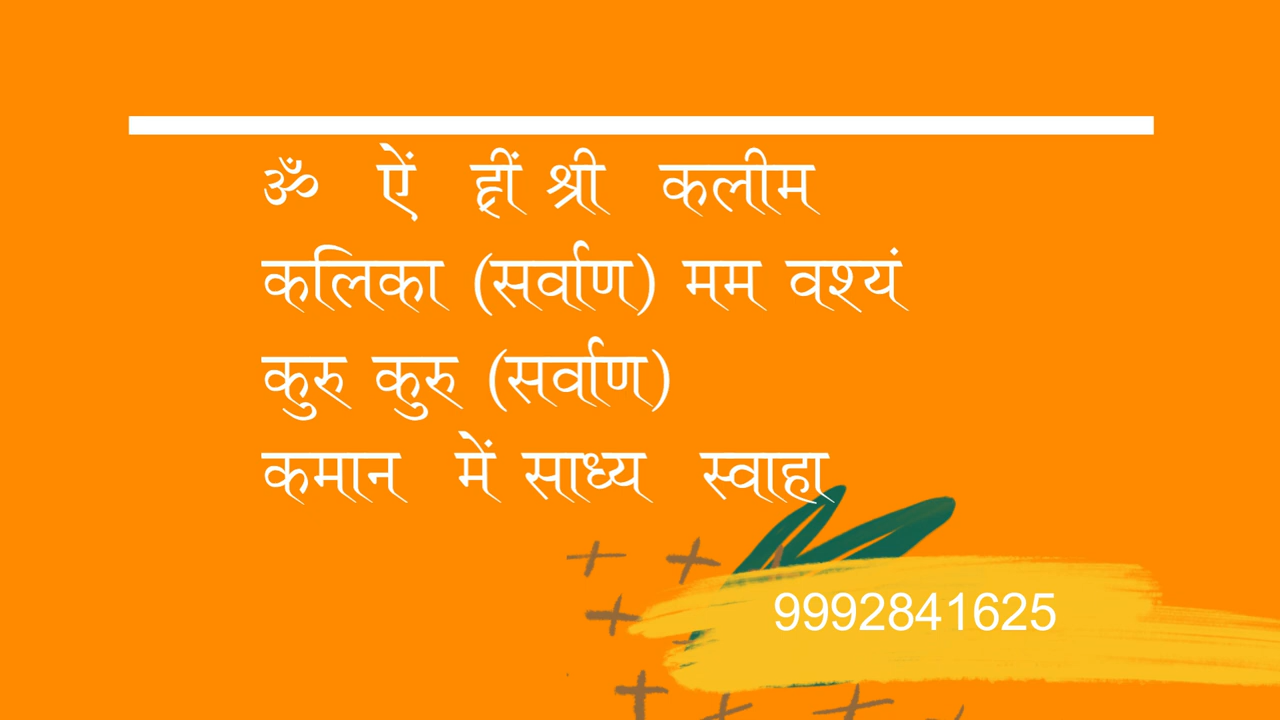 ॐ ऐं ह्रीं श्री कलीम
कलिका (सर्वाण) मम वश्यं
कुरु कुरु (सर्वाण)
कमान में साध्य स्वाहा
9992841625